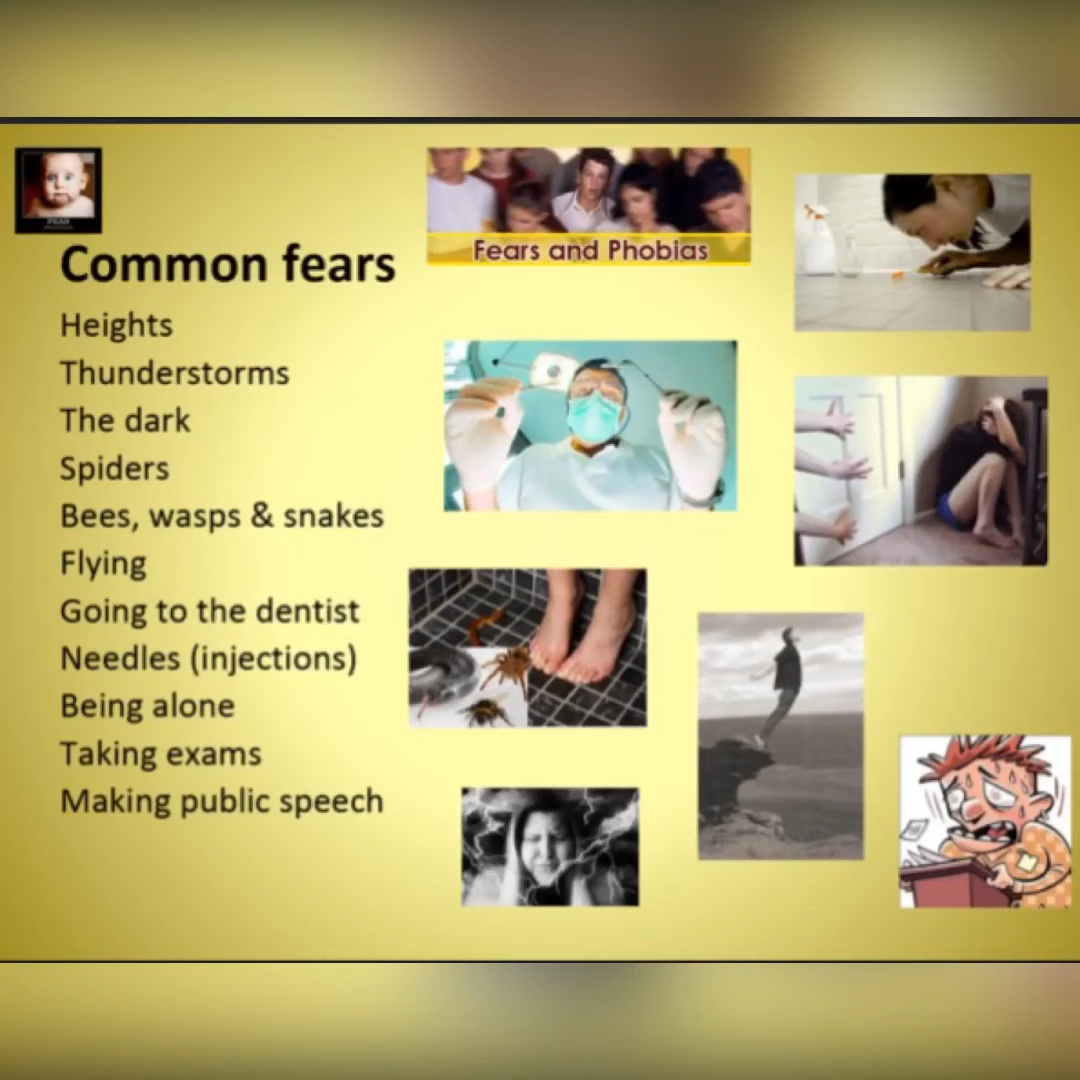 Fears and Phobias
Common fears
Heights
Thunderstorms
The dark
Spiders
Bees, wasps & snakes
Flying
Going to the dentist
Needles (injections)
Being alone
Taking exams
Making public speech